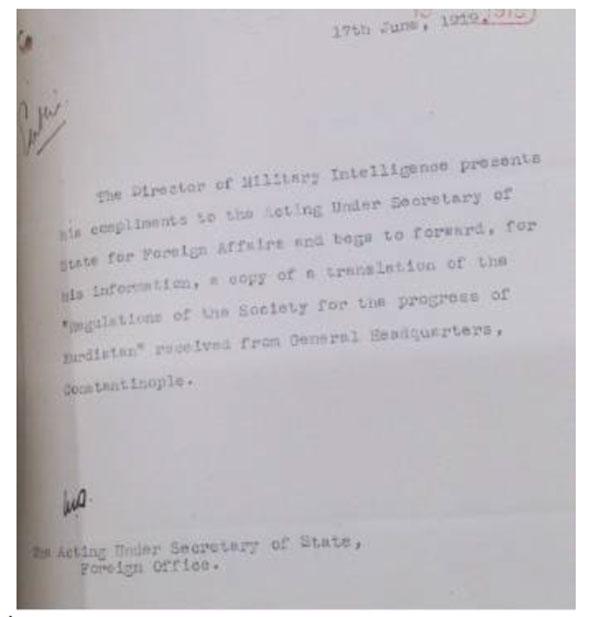 17th June, 1919.
The Director of Military Intelligence presents
his compliments to the Acting Under Secretary of
State for Foreign Affairs and begs to forward, for
his information, a copy of a translation of the
"Regulations of the Society for the progress of
Kurdistan" received from General Headquarters,
Constantinople.
The Acting Under Secretary of State,
Foreign Office.